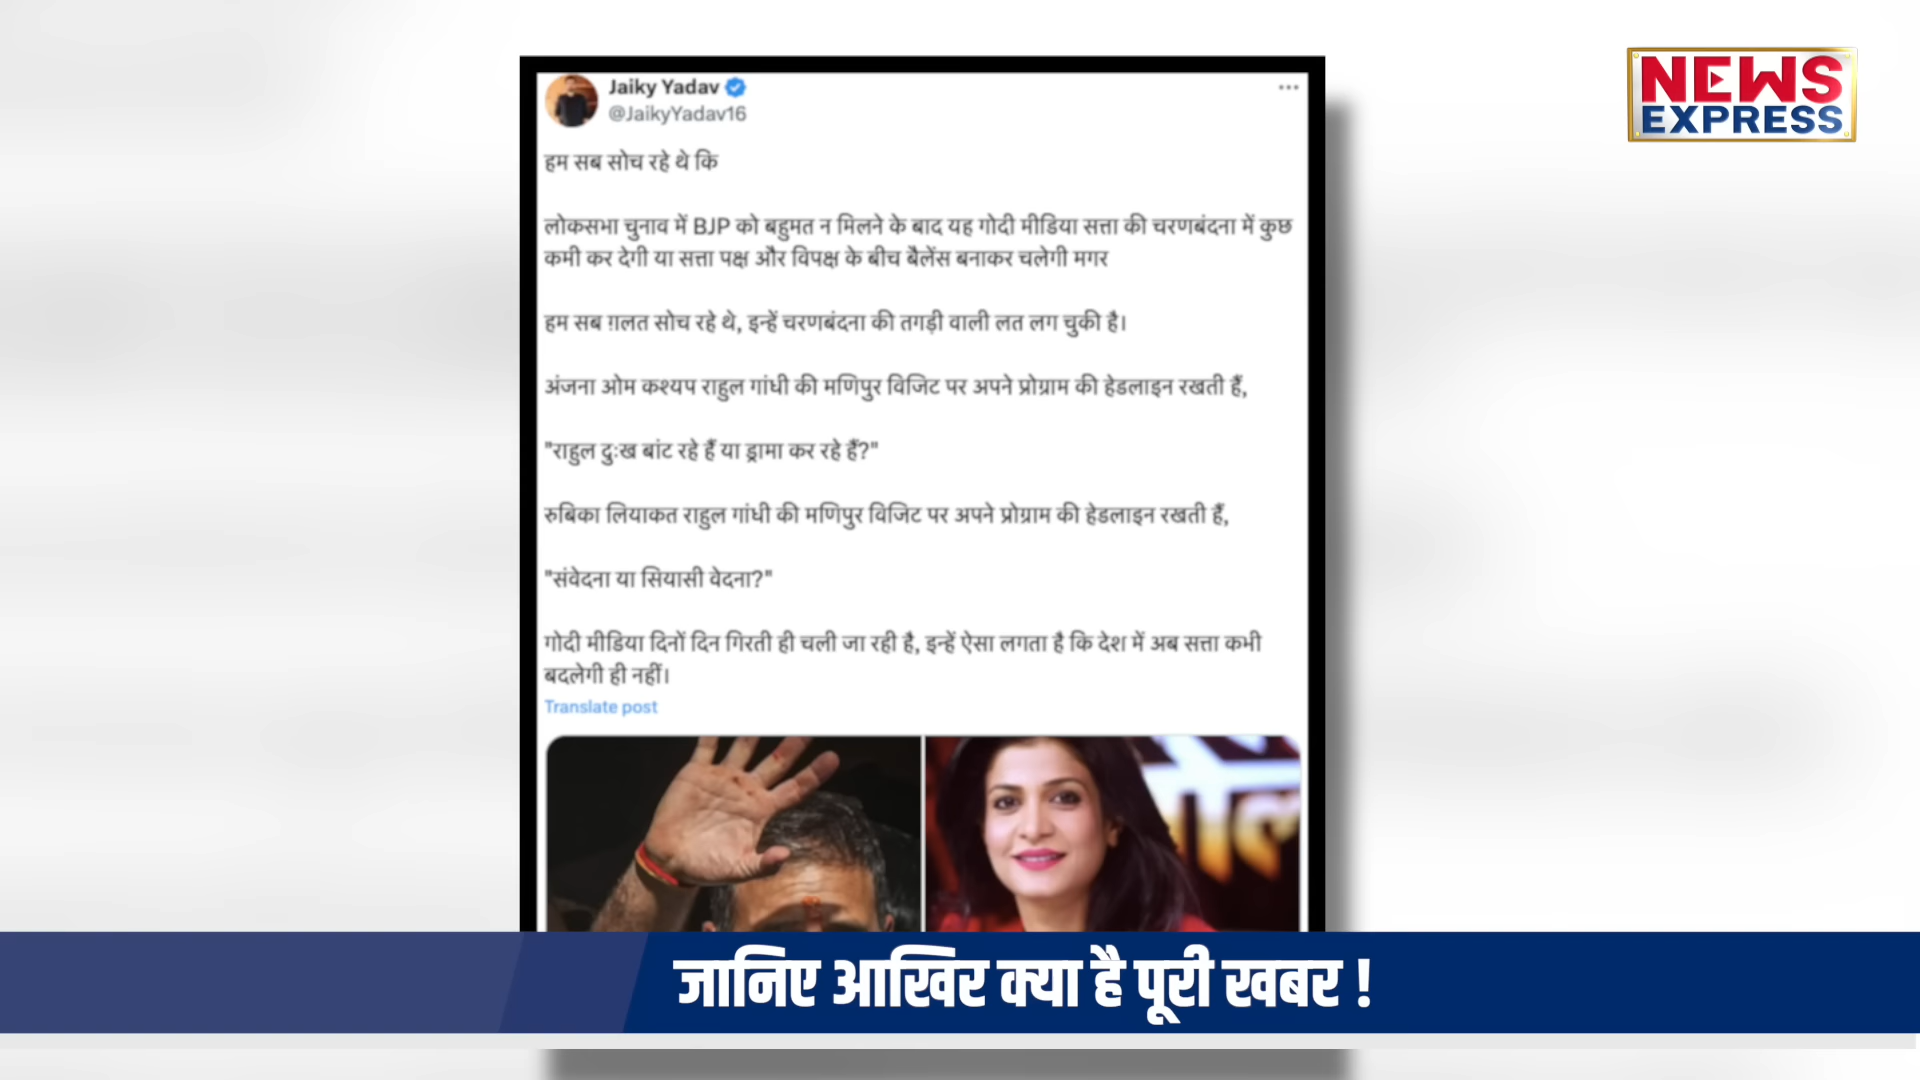 Jaiky Yadav
@JaikyYadav16
NEWS
EXPRESS
हम सब सोच रहे थे कि
लोकसभा चुनाव में BJP को बहुमत न मिलने के बाद यह गोदी मीडिया सत्ता की चरणबंदना में कुछ
कमी कर देगी या सत्ता पक्ष और विपक्ष के बीच बैलेंस बनाकर चलेगी मगर
हम सब ग़लत सोच रहे थे, इन्हें चरणबंदना की तगड़ी वाली लत लग चुकी है।
अंजना ओम कश्यप राहुल गांधी की मणिपुर विजिट पर अपने प्रोग्राम की हेडलाइन रखती हैं,
"राहुल दुःख बांट रहे हैं या ड्रामा कर रहे हैं?"
रुबिका लियाकत राहुल गांधी की मणिपुर विजिट पर अपने प्रोग्राम की हेडलाइन रखती हैं,
"संवेदना या सियासी वेदना?"
गोदी मीडिया दिनों दिन गिरती ही चली जा रही है, इन्हें ऐसा लगता है कि देश में अब सत्ता कभी
बदलेगी ही नहीं।
Translate post
जानिए आखिर क्या है पूरी खबर !